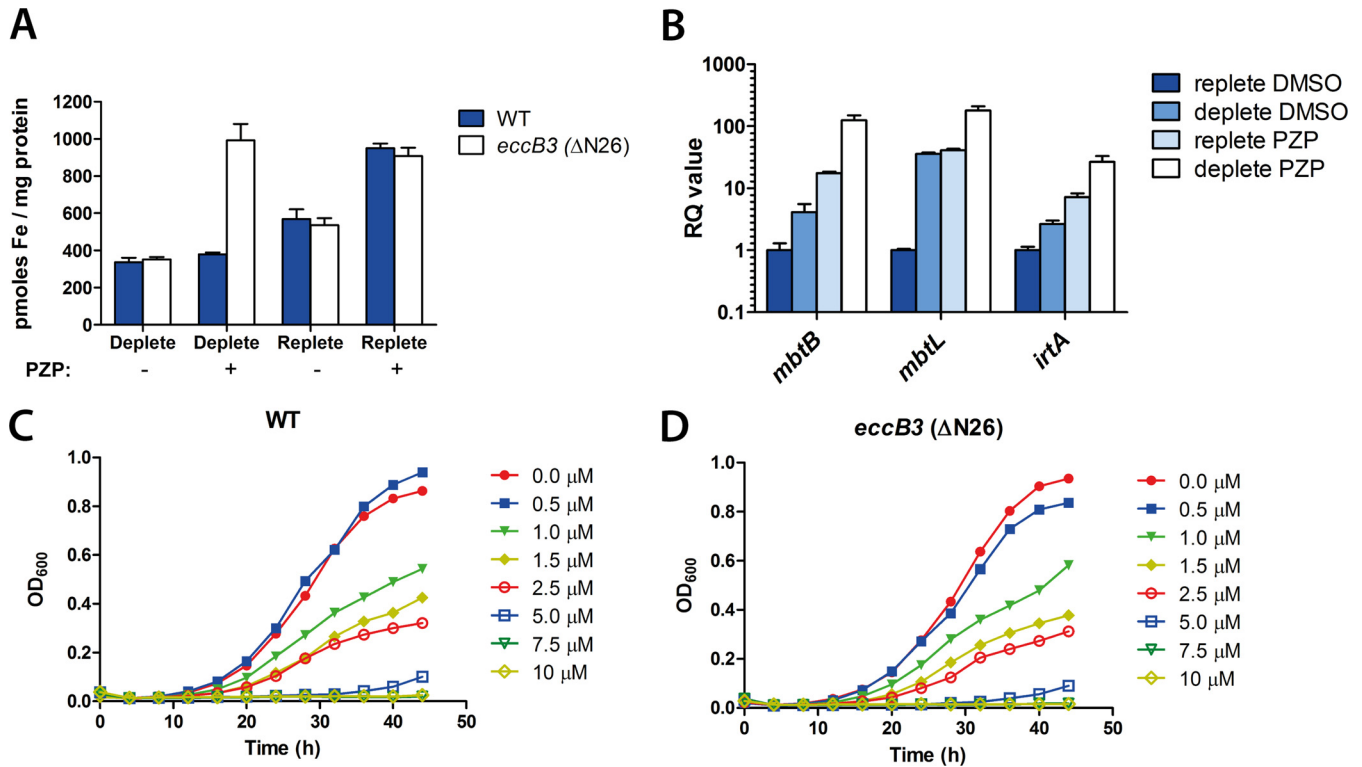 A
pmoles Fe / mg protein
1200
1000
800
600
400
200
0
Deplete Deplete Replete Replete
PZP: - + - +
WT
eccB3 (ΔN26)
B
RQ value
1000
100
10
1
0.1
mbtB mbtL irtA
replete DMSO
deplete DMSO
replete PZP
deplete PZP
C
WT
OD600
1.0
0.8
0.6
0.4
0.2
0.0
0 10 20 30 40 50
Time (h)
0.0 μM
0.5 μM
1.0 μM
1.5 μM
2.5 μM
5.0 μM
7.5 μM
10 μM
D
eccB3 (ΔN26)
OD600
1.0
0.8
0.6
0.4
0.2
0.0
0 10 20 30 40 50
Time (h)
0.0 μM
0.5 μM
1.0 μM
1.5 μM
2.5 μM
5.0 μM
7.5 μM
10 μM